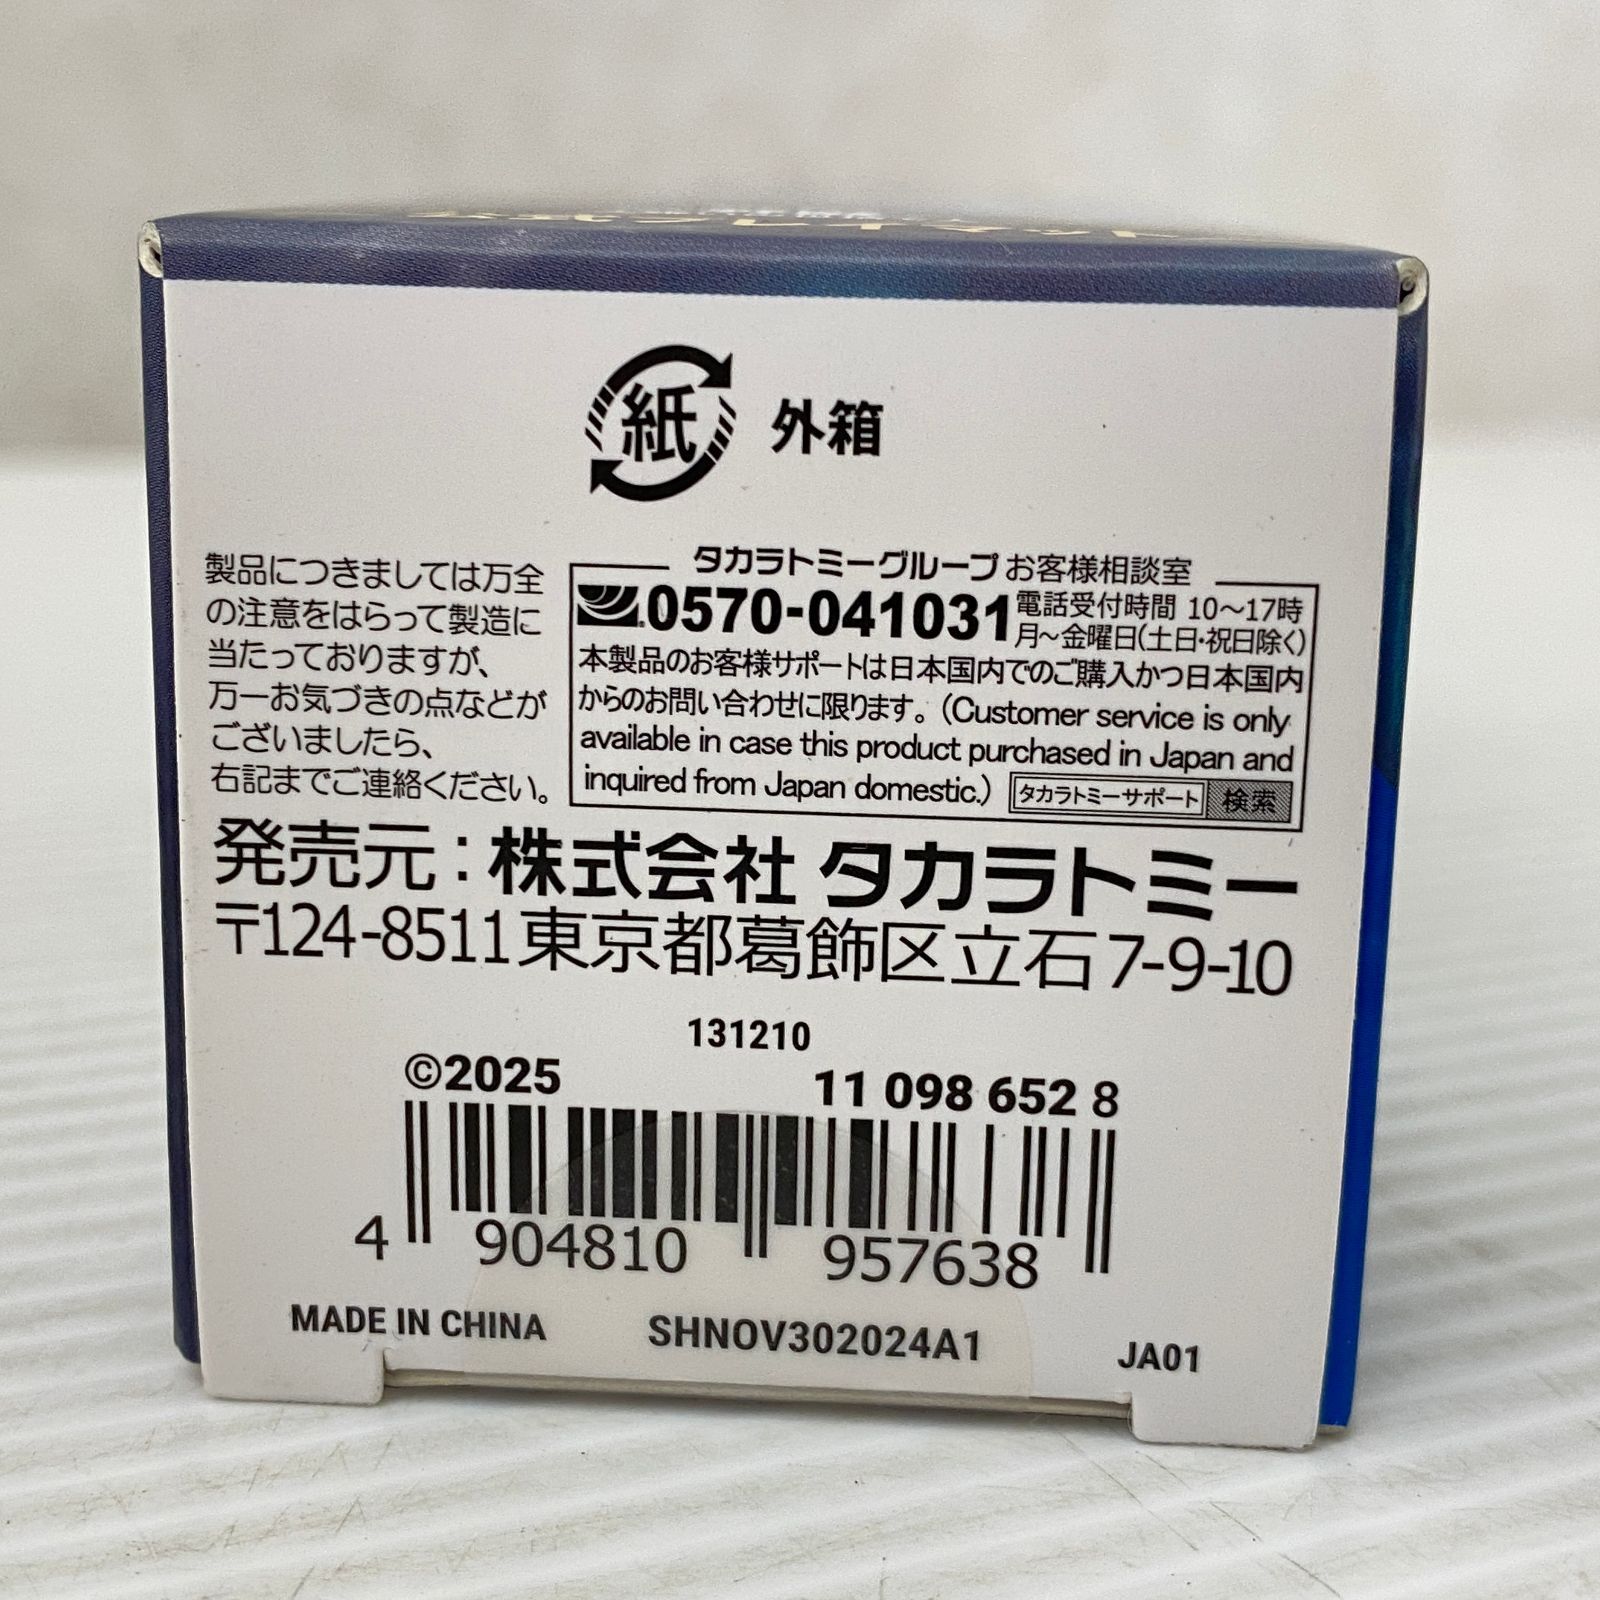 紙 外箱
製品につきましては万全
の注意をはらって製造に
当たっておりますが、
万一お気づきの点などが
ございましたら、
右記までご連絡ください。
タカラトミーグループ お客様相談室
0570-041031 電話受付時間 10〜17時
月〜金曜日(土日・祝日除く)
本製品のお客様サポートは日本国内でのご購入かつ日本国内
からのお問い合わせに限ります。(Customer service is only
available in case this product purchased in Japan and
inquired from Japan domestic.) タカラトミーサポート 検索
発売元:株式会社 タカラトミー
〒124-8511 東京都葛飾区立石 7-9-10
131210
©2025 11 098 652 8
4 904810 957638
MADE IN CHINA SHNOV302024A1 JA01